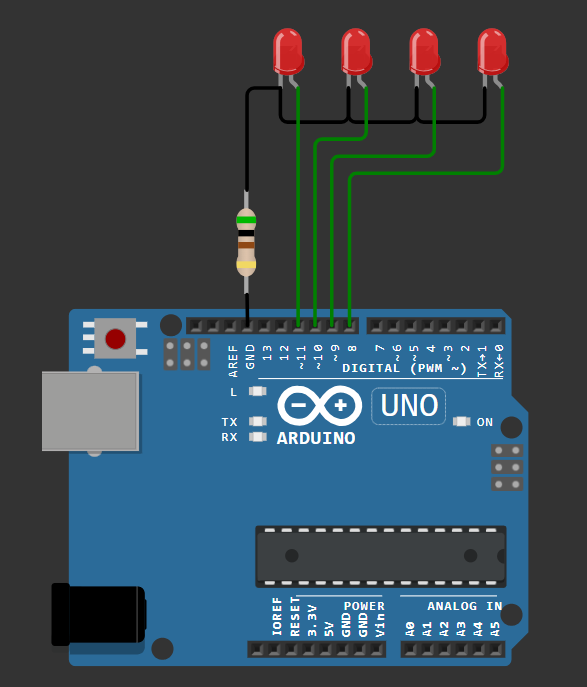 AREF
GND
13
12
~11
~10
~9
8
7
~6
~5
4
~3
2
TX→1
RX←0
DIGITAL (PWM ~)
L
TX
RX
UNO
ON
ARDUINO
POWER
ANALOG IN
IOREF
RESET
3.3V
5V
GND
GND
Vin
A0
A1
A2
A3
A4
A5